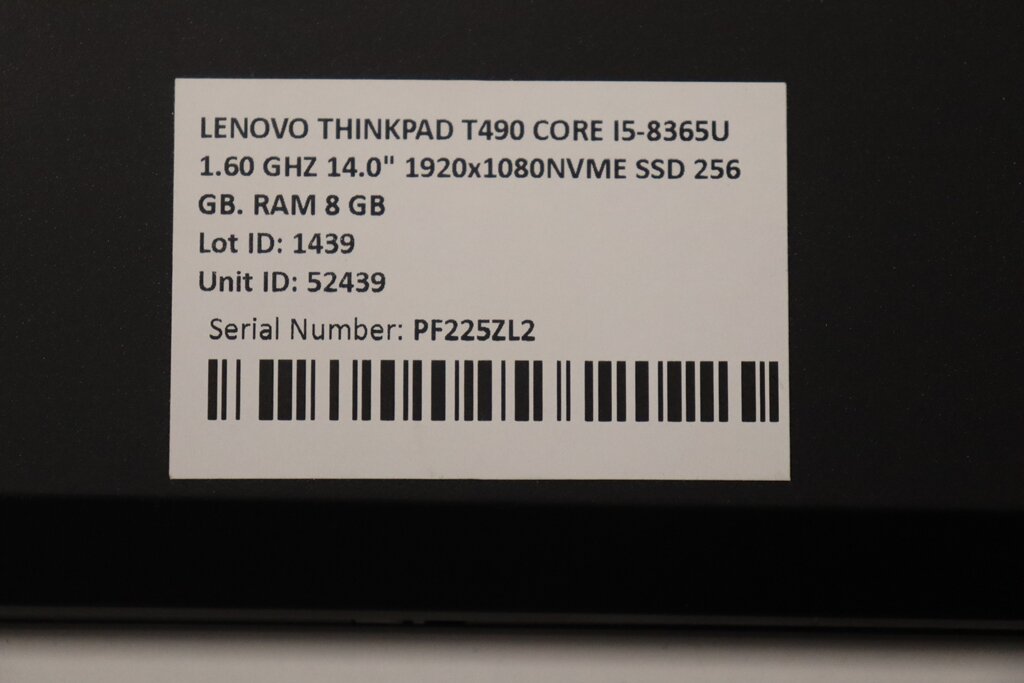 LENOVO THINKPAD T490 CORE I5-8365U
1.60 GHZ 14.0" 1920x1080NVME SSD 256
GB. RAM 8 GB
Lot ID: 1439
Unit ID: 52439
Serial Number: PF225ZL2